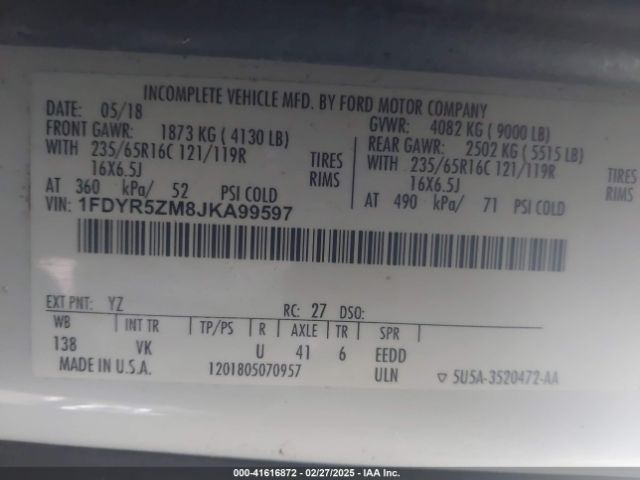 INCOMPLETE VEHICLE MFD. BY FORD MOTOR COMPANY
DATE: 05/18 GVWR: 4082 KG ( 9000 LB)
FRONT GAWR: 1873 KG ( 4130 LB) REAR GAWR: 2502 KG ( 5515 LB)
WITH 235/65R16C 121/119R TIRES WITH 235/65R16C 121/119R TIRES
16X6.5J RIMS 16X6.5J RIMS
AT 360 kPa/ 52 PSI COLD AT 490 kPa/ 71 PSI COLD
VIN: 1FDYR5ZM8JKA99597
EXT PNT: YZ RC: 27 DSO:
WB INT TR TP/PS R AXLE TR SPR
138 VK U 41 6 EEDD
MADE IN U.S.A. 1201805070957 ULN ▽ 5U5A-3520472-AA
000-41616872 - 02/27/2025 - IAA Inc.